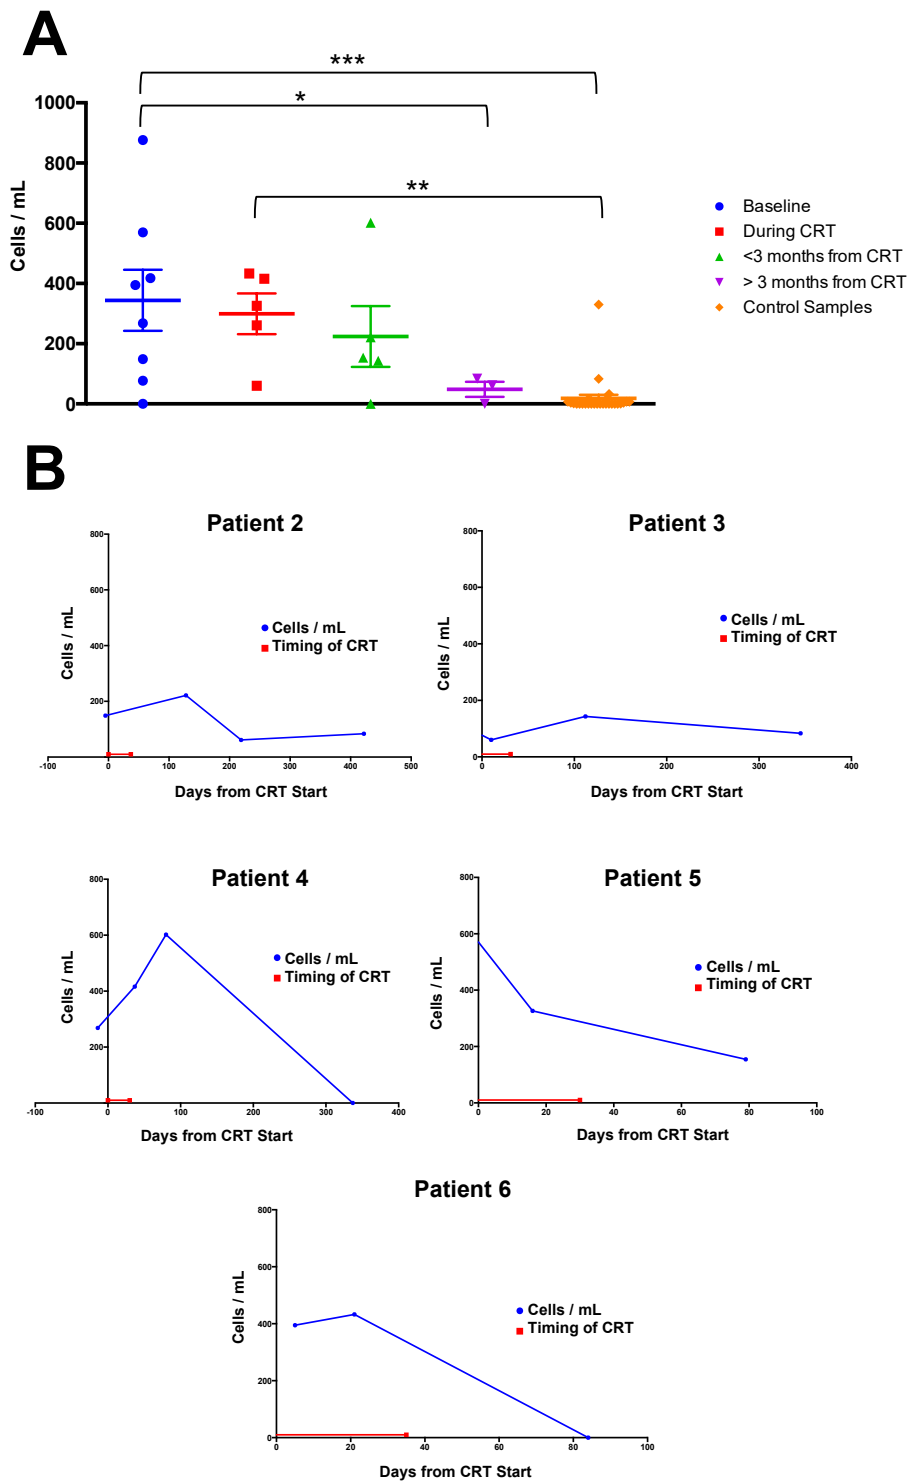 A
***
*
**
1000
800
600
400
200
0
Cells / mL
Baseline
During CRT
<3 months from CRT
> 3 months from CRT
Control Samples
B
Patient 2
800
600
400
200
Cells / mL
Cells / mL
Timing of CRT
-100 0 100 200 300 400 500
Days from CRT Start
Patient 3
800
600
400
200
0
Cells / mL
Cells / mL
Timing of CRT
0 100 200 300 400
Days from CRT Start
Patient 4
800
600
400
200
Cells / mL
Cells / mL
Timing of CRT
-100 0 100 200 300 400
Days from CRT Start
Patient 5
800
600
400
200
0
Cells / mL
Cells / mL
Timing of CRT
0 20 40 60 80 100
Days from CRT Start
Patient 6
800
600
400
200
0
Cells / mL
Cells / mL
Timing of CRT
0 20 40 60 80 100
Days from CRT Start